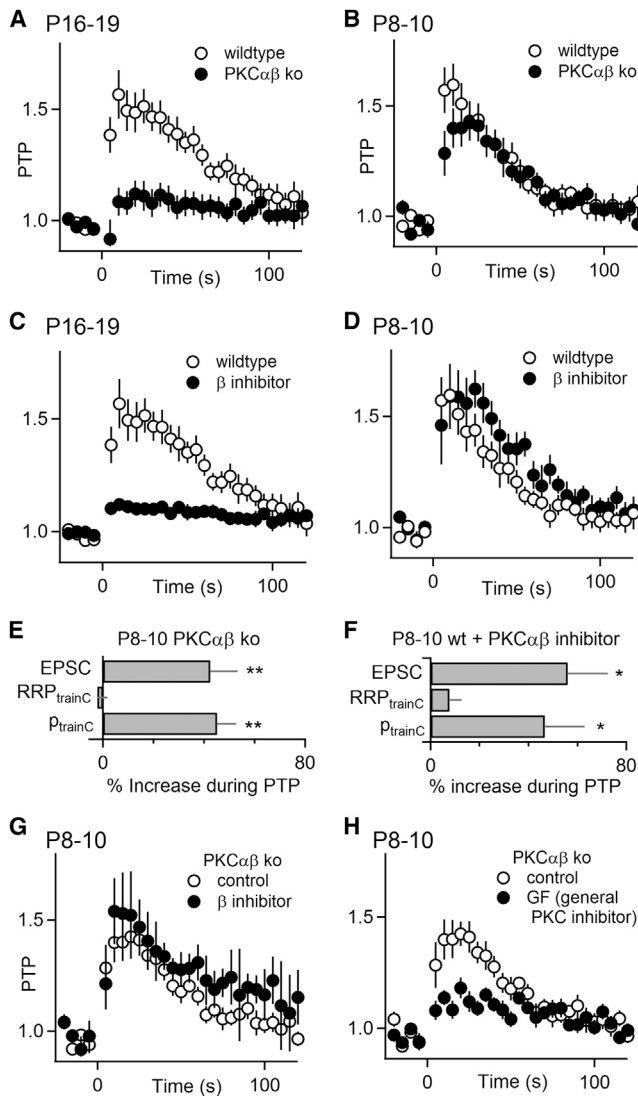 A P16-19
wildtype
PKCαβ ko
PTP
1.5
1.0
0
100
Time (s)
B P8-10
wildtype
PKCαβ ko
PTP
1.5
1.0
0
100
Time (s)
C P16-19
wildtype
β inhibitor
1.5
1.0
0
100
Time (s)
D P8-10
wildtype
β inhibitor
1.5
1.0
0
100
Time (s)
E P8-10 PKCαβ ko
EPSC
**
RRPtrainC
ptrainC
**
0
80
% Increase during PTP
F P8-10 wt + PKCαβ inhibitor
EPSC
*
RRPtrainC
ptrainC
*
0
80
% increase during PTP
G P8-10
PKCαβ ko
control
β inhibitor
PTP
1.5
1.0
0
100
Time (s)
H P8-10
PKCαβ ko
control
GF (general
PKC inhibitor)
1.5
1.0
0
100
Time (s)